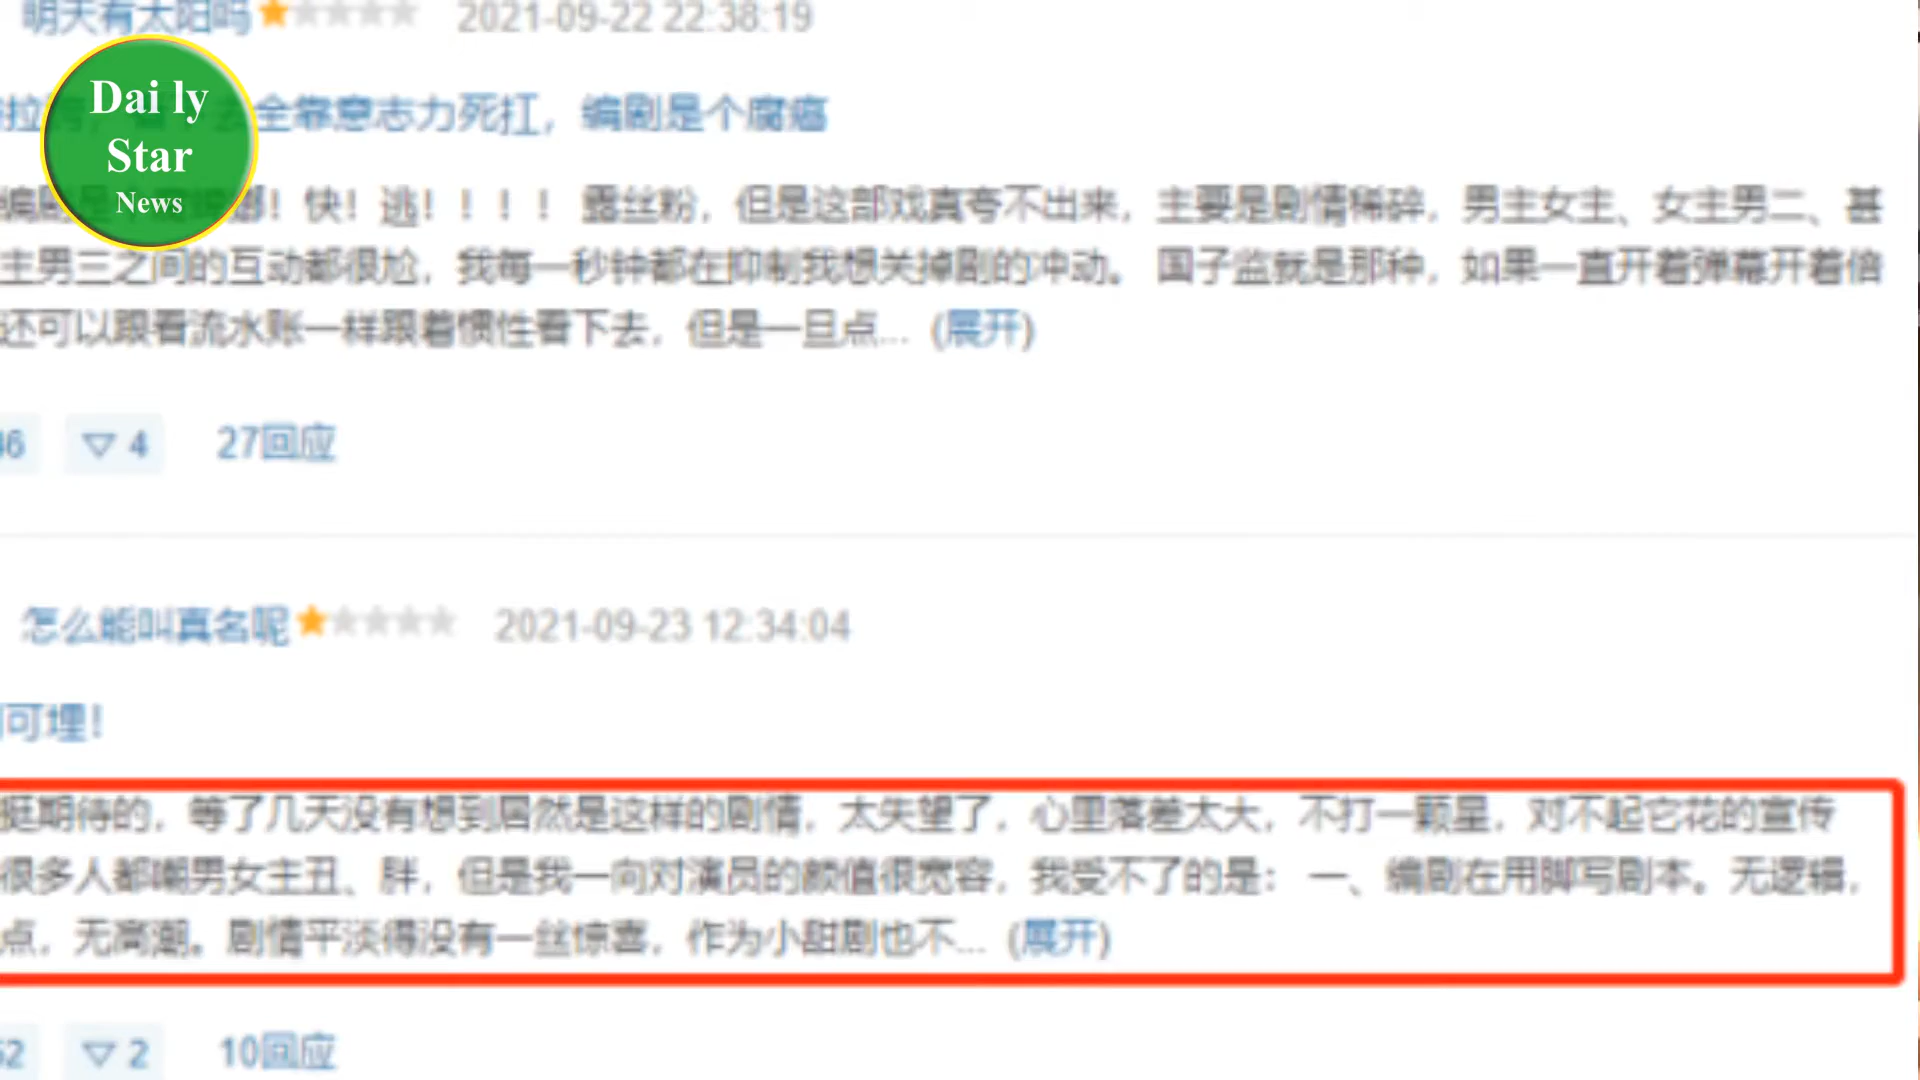 明天有太阳吗 2021-09-22 22:38:19
Daily
Star
News
全靠意志力死扛，编剧是个腐癌
！快！逃！！！！ 露丝粉，但是这部戏真夸不出来，主要是剧情稀碎，男主女主、女主男二、甚
主男三之间的互动都很尬，我每一秒钟都在抑制我想关掉剧的冲动。 国子监就是那种，如果一直开着弹幕开着倍
还可以跟看流水账一样跟着惯性看下去，但是一旦点... (展开)
46 ▽ 4 27回应
怎么能叫真名呢 2021-09-23 12:34:04
可埋！
挺期待的，等了几天没有想到居然是这样的剧情，太失望了，心里落差太大，不打一颗星，对不起它花的宣传
很多人都嘲男女主丑、胖，但是我一向对演员的颜值很宽容，我受不了的是： 一、编剧在用脚写剧本。无逻辑，
点，无高潮。剧情平淡得没有一丝惊喜，作为小甜剧也不... (展开)
52 ▽ 2 10回应